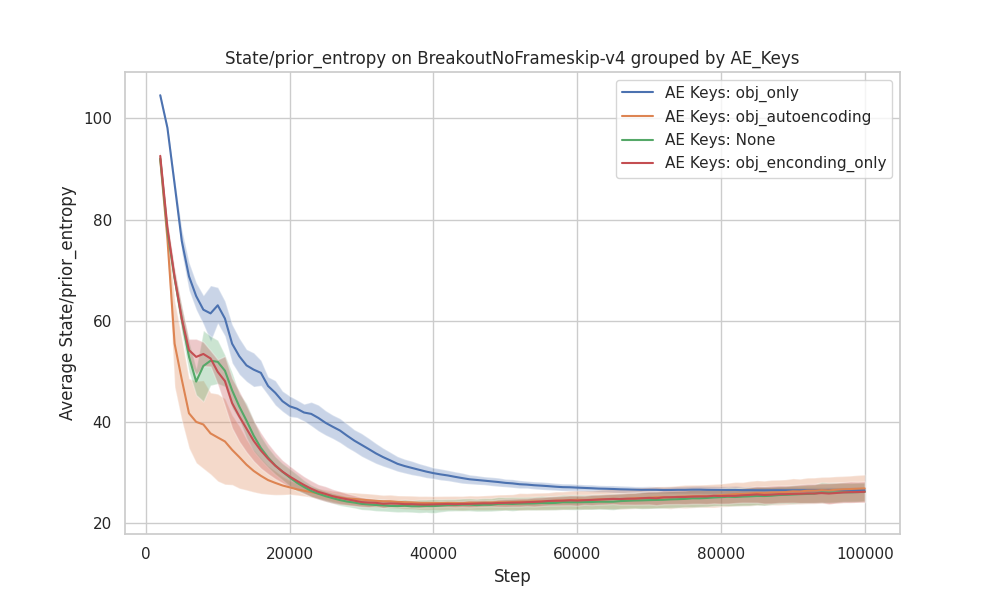 State/prior_entropy on BreakoutNoFrameskip-v4 grouped by AE_Keys
AE Keys: obj_only
AE Keys: obj_autoencoding
AE Keys: None
AE Keys: obj_enconding_only
Average State/prior_entropy
100
80
60
40
20
0
20000
40000
60000
80000
100000
Step